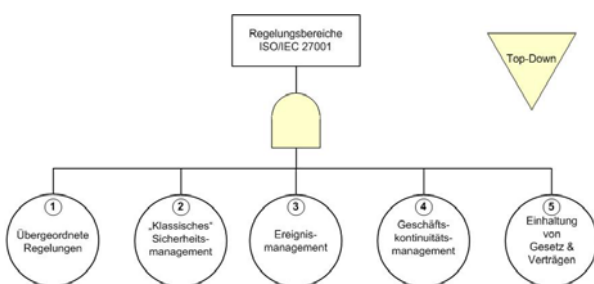 Regelungsbereiche
ISO/IEC 27001
Top-Down
1
Übergeordnete
Regelungen
2
„Klassisches“
Sicherheits-
management
3
Ereignis-
management
4
Geschäfts-
kontinuitäts-
management
5
Einhaltung
von
Gesetz &
Verträgen